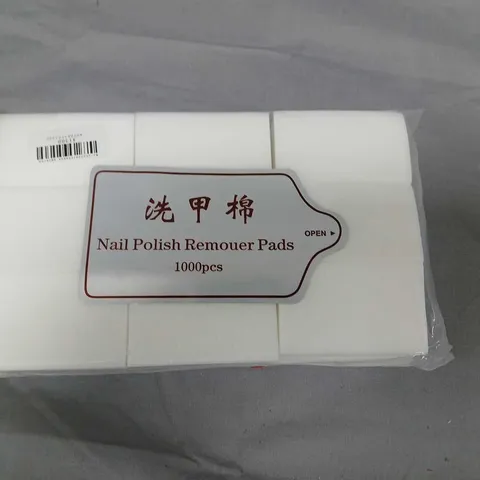 洗甲棉
Nail Polish Remouer Pads
1000pcs
OPEN